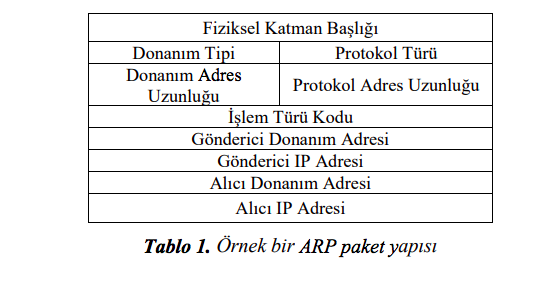 Fiziksel Katman Başlığı
Donanım Tipi
Protokol Türü
Donanım Adres
Uzunluğu
Protokol Adres Uzunluğu
İşlem Türü Kodu
Gönderici Donanım Adresi
Gönderici IP Adresi
Alıcı Donanım Adresi
Alıcı IP Adresi
Tablo 1. Örnek bir ARP paket yapısı